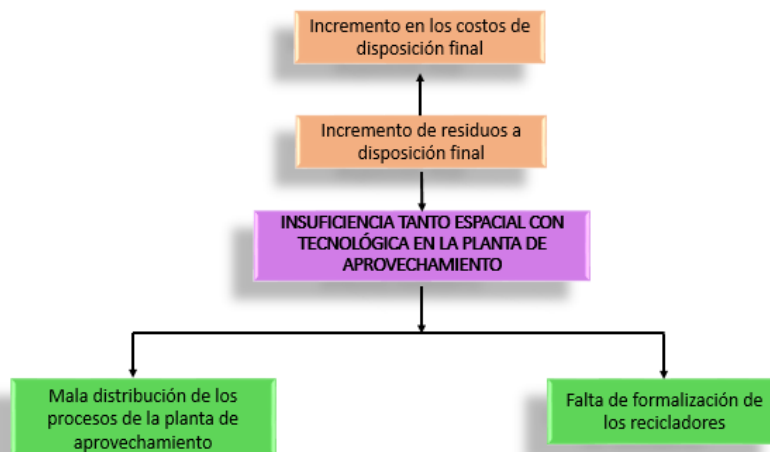 Incremento en los costos de
disposición final
Incremento de residuos a
disposición final
INSUFICIENCIA TANTO ESPACIAL CON
TECNOLÓGICA EN LA PLANTA DE
APROVECHAMIENTO
Mala distribución de los
procesos de la planta de
aprovechamiento
Falta de formalización de
los recicladores